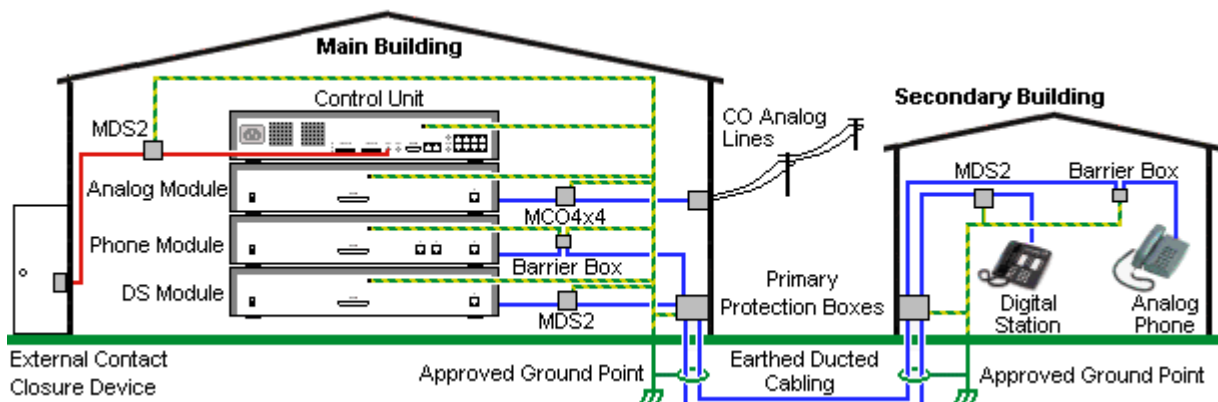 Main Building
Control Unit
MDS2
Analog Module
MCO4x4
Phone Module
Barrier Box
DS Module
MDS2
CO Analog
Lines
Secondary Building
MDS2
Barrier Box
Primary
Protection Boxes
Digital
Station
Analog
Phone
External Contact
Closure Device
Approved Ground Point
Earthed Ducted
Cabling
Approved Ground Point